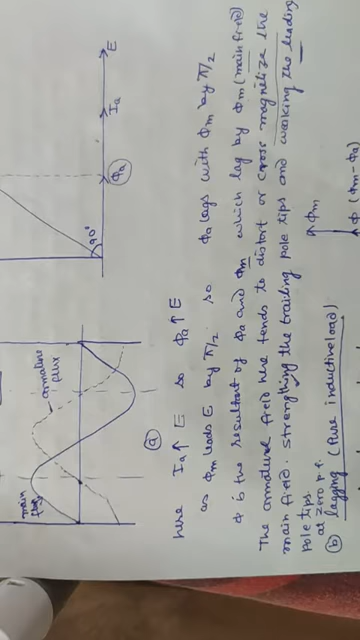 E
Ia
Φa
90°
main
flux
armature
flux
(a)
here Ia ↑ E so Φa ↑ E
as Φm leads E by π/2 so Φa lags with Φm by π/2
Φ is the resultant of Φa and Φm which lag by Φm (main field)
The armature field here tends to distort or cross magnetize the
main field. strengthing the trailing pole tips and weaking the leading
pole tips.
at zero p.f.
(b) lagging (Pure inductive load)
Φm
Φ (Φm-Φa)